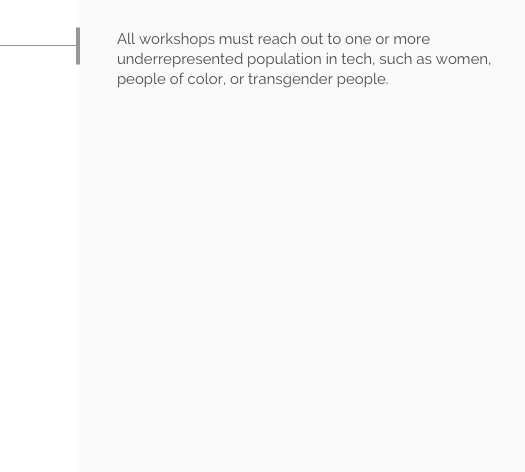 All workshops must reach out to one or more
underrepresented population in tech, such as women,
people of color, or transgender people.